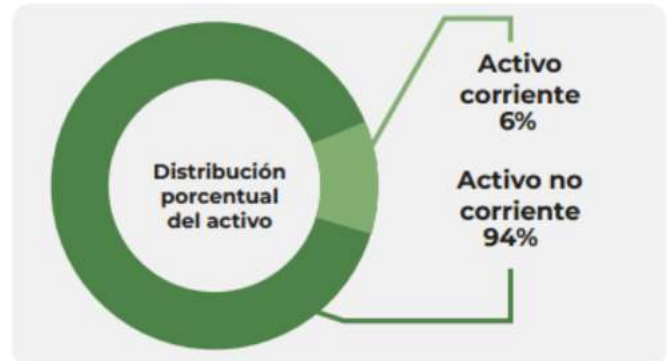 Distribución
porcentual
del activo
Activo
corriente
6%
Activo no
corriente
94%